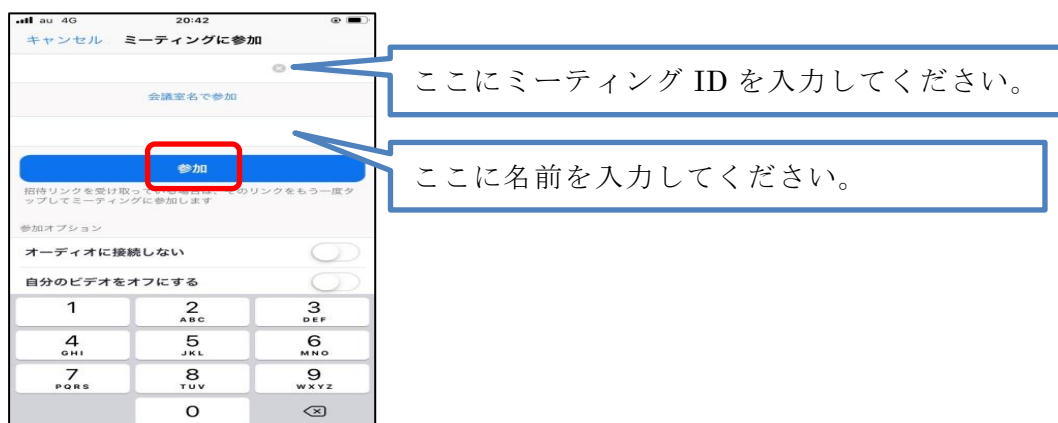 au 4G 20:42
キャンセル ミーティングに参加
ここにミーティング ID を入力してください。
会議室名で参加
ここに名前を入力してください。
参加
招待リンクを受け取っている場合は、そのリンクをもう一度タ
ップしてミーティングに参加します
参加オプション
オーディオに接続しない
自分のビデオをオフにする
1 2 3
ABC DEF
4 5 6
GHI JKL MNO
7 8 9
PQRS TUV WXYZ
0